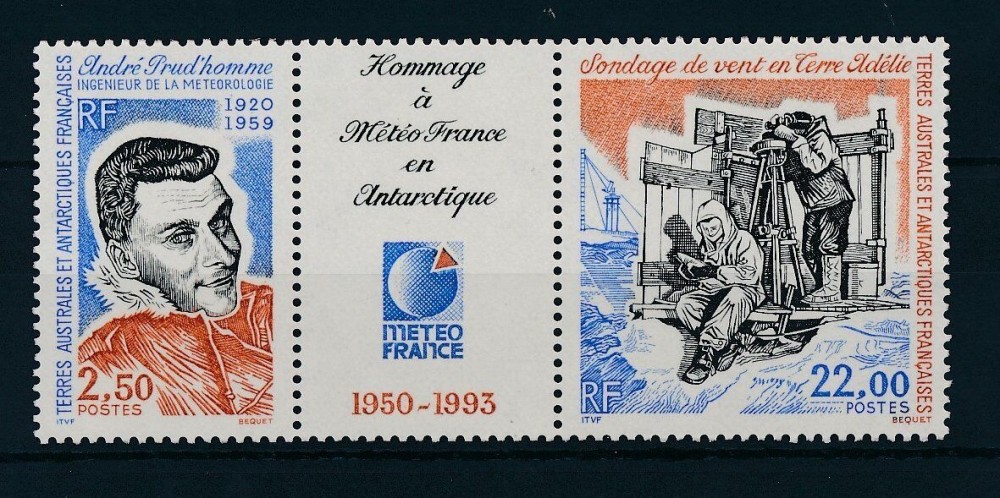 TERRES AUSTRALES ET ANTARCTIQUES FRANÇAISES
André Prud'homme
INGENIEUR DE LA METEOROLOGIE
RF
1920
1959
2,50
POSTES
ITVF
BEQUET
Hommage
à
Météo France
en
Antarctique
METEO
FRANCE
1950-1993
Sondage de vent en Terre Adélie
TERRES AUSTRALES ET ANTARCTIQUES FRANÇAISES
RF
22,00
POSTES
ITVF
BEQUET